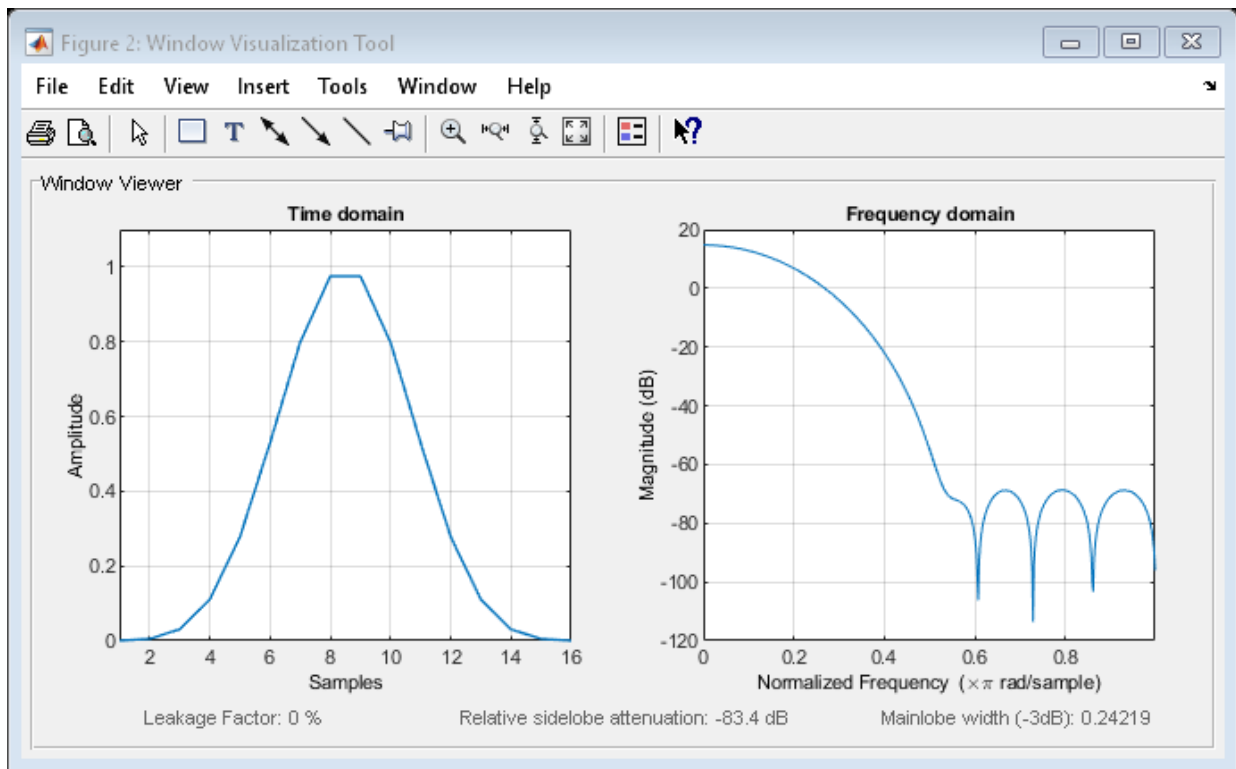 Figure 2: Window Visualization Tool
File Edit View Insert Tools Window Help
T
?
Window Viewer
Time domain
1
0.8
0.6
0.4
0.2
0
2 4 6 8 10 12 14 16
Amplitude
Samples
Frequency domain
20
0
-20
-40
-60
-80
-100
-120
0 0.2 0.4 0.6 0.8
Magnitude (dB)
Normalized Frequency (×π rad/sample)
Leakage Factor: 0 % Relative sidelobe attenuation: -83.4 dB Mainlobe width (-3dB): 0.24219